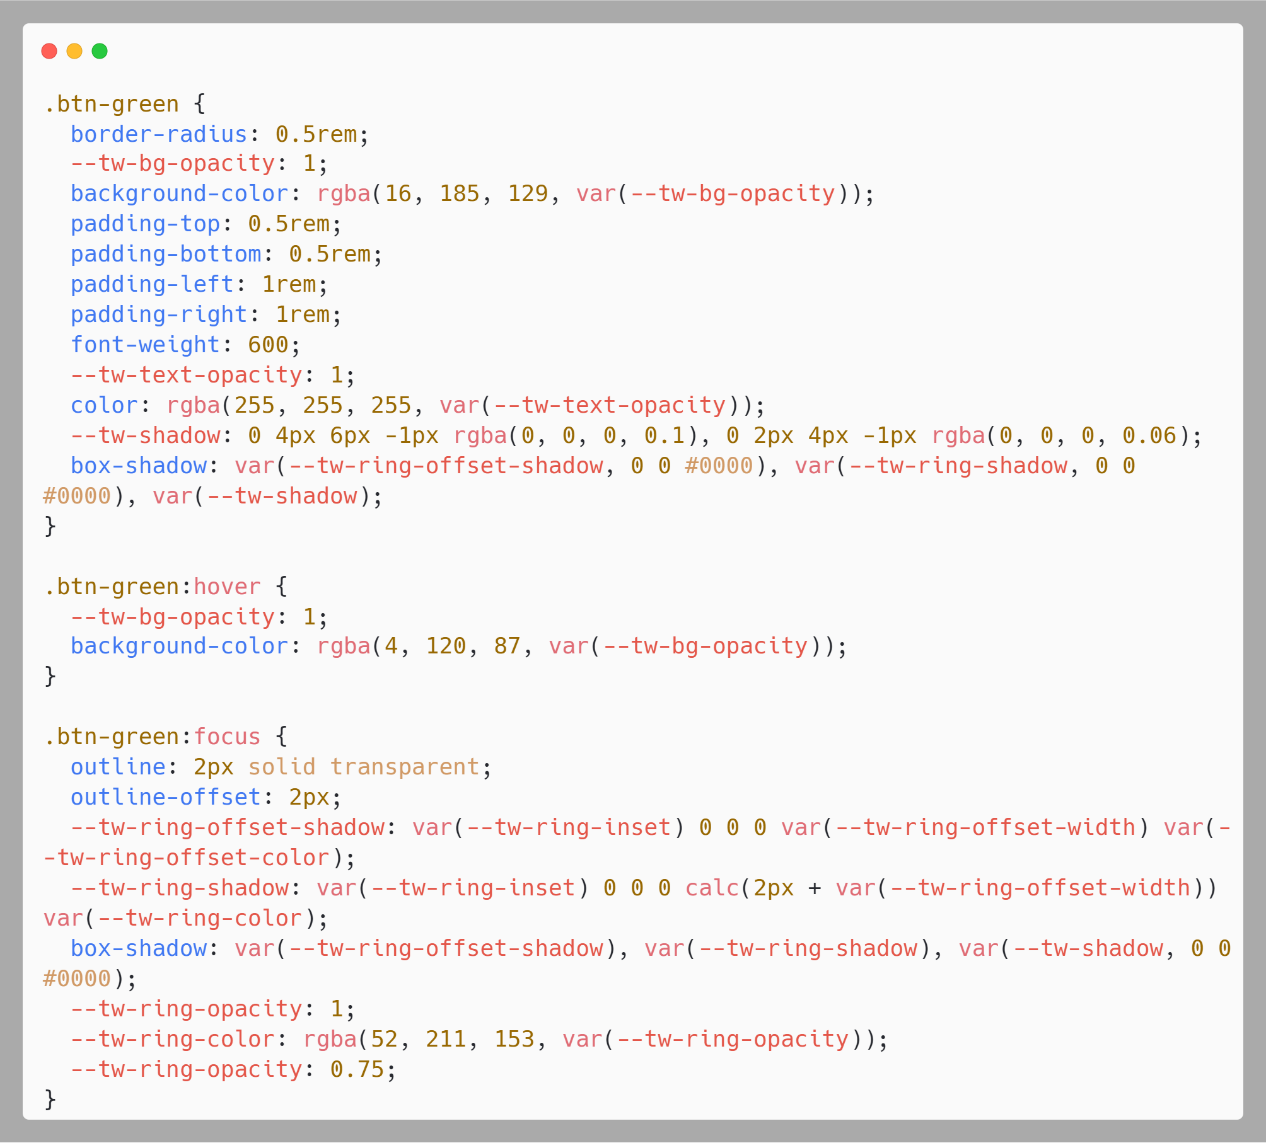 .btn-green {
  border-radius: 0.5rem;
  --tw-bg-opacity: 1;
  background-color: rgba(16, 185, 129, var(--tw-bg-opacity));
  padding-top: 0.5rem;
  padding-bottom: 0.5rem;
  padding-left: 1rem;
  padding-right: 1rem;
  font-weight: 600;
  --tw-text-opacity: 1;
  color: rgba(255, 255, 255, var(--tw-text-opacity));
  --tw-shadow: 0 4px 6px -1px rgba(0, 0, 0, 0.1), 0 2px 4px -1px rgba(0, 0, 0, 0.06);
  box-shadow: var(--tw-ring-offset-shadow, 0 0 #0000), var(--tw-ring-shadow, 0 0
#0000), var(--tw-shadow);
}

.btn-green:hover {
  --tw-bg-opacity: 1;
  background-color: rgba(4, 120, 87, var(--tw-bg-opacity));
}

.btn-green:focus {
  outline: 2px solid transparent;
  outline-offset: 2px;
  --tw-ring-offset-shadow: var(--tw-ring-inset) 0 0 0 var(--tw-ring-offset-width) var(-
-tw-ring-offset-color);
  --tw-ring-shadow: var(--tw-ring-inset) 0 0 0 calc(2px + var(--tw-ring-offset-width))
var(--tw-ring-color);
  box-shadow: var(--tw-ring-offset-shadow), var(--tw-ring-shadow), var(--tw-shadow, 0 0
#0000);
  --tw-ring-opacity: 1;
  --tw-ring-color: rgba(52, 211, 153, var(--tw-ring-opacity));
  --tw-ring-opacity: 0.75;
}